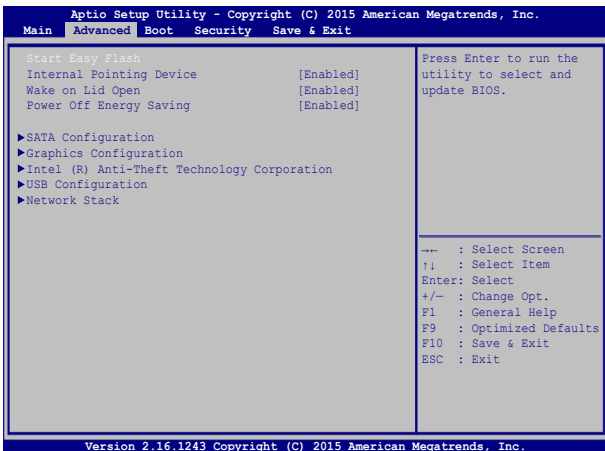 Aptio Setup Utility - Copyright (C) 2015 American Megatrends, Inc.
Main Advanced Boot Security Save & Exit
Start Easy Flash
Internal Pointing Device [Enabled]
Wake on Lid Open [Enabled]
Power Off Energy Saving [Enabled]
▶SATA Configuration
▶Graphics Configuration
▶Intel (R) Anti-Theft Technology Corporation
▶USB Configuration
▶Network Stack
Press Enter to run the
utility to select and
update BIOS.
→← : Select Screen
↑↓ : Select Item
Enter: Select
+/— : Change Opt.
F1 : General Help
F9 : Optimized Defaults
F10 : Save & Exit
ESC : Exit
Version 2.16.1243 Copyright (C) 2015 American Megatrends, Inc.